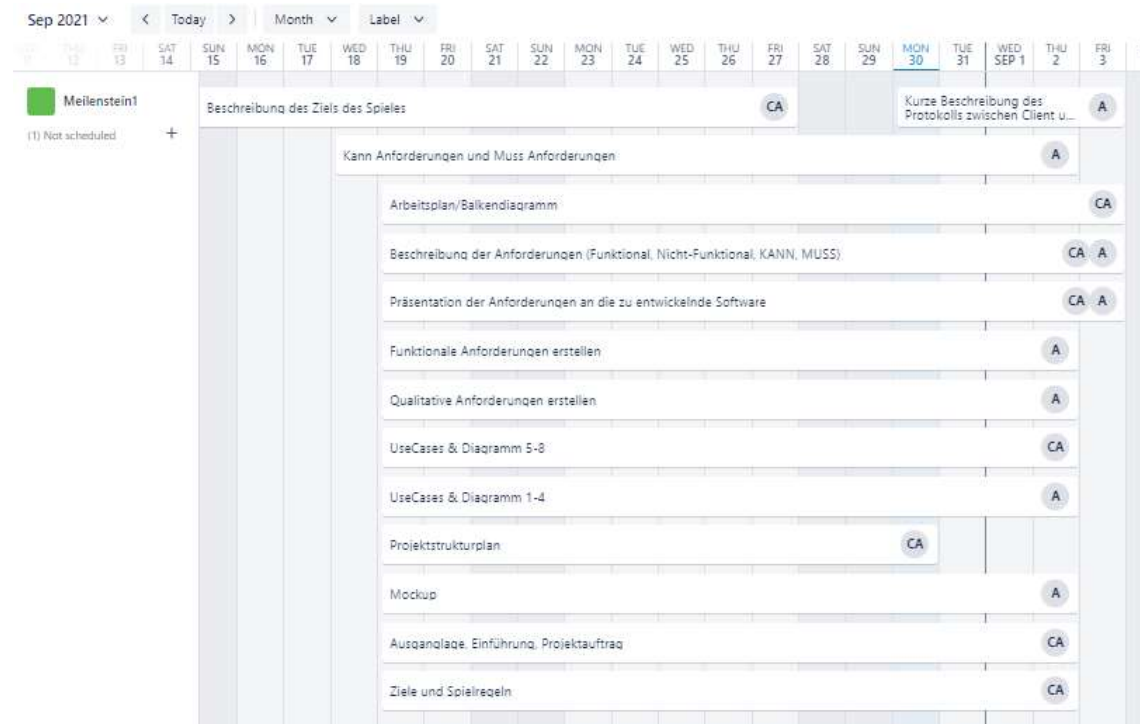 Sep 2021 Today Month Label
THU FRI SAT SUN MON TUE WED THU FRI SAT SUN MON TUE WED THU FRI SAT SUN MON TUE WED THU FRI
12 13 14 15 16 17 18 19 20 21 22 23 24 25 26 27 28 29 30 31 SEP 1 2 3
Meilenstein1
(1) Not scheduled +
Beschreibung des Ziels des Spieles CA
Kurze Beschreibung des
Protokolls zwischen Client u... A
Kann Anforderungen und Muss Anforderungen A
Arbeitsplan/Balkendiagramm CA
Beschreibung der Anforderungen (Funktional, Nicht-Funktional, KANN, MUSS) CA A
Präsentation der Anforderungen an die zu entwickelnde Software CA A
Funktionale Anforderungen erstellen A
Qualitative Anforderungen erstellen A
UseCases & Diagramm 5-8 CA
UseCases & Diagramm 1-4 A
Projektstrukturplan CA
Mockup A
Ausganglage, Einführung, Projektauftrag CA
Ziele und Spielregeln CA